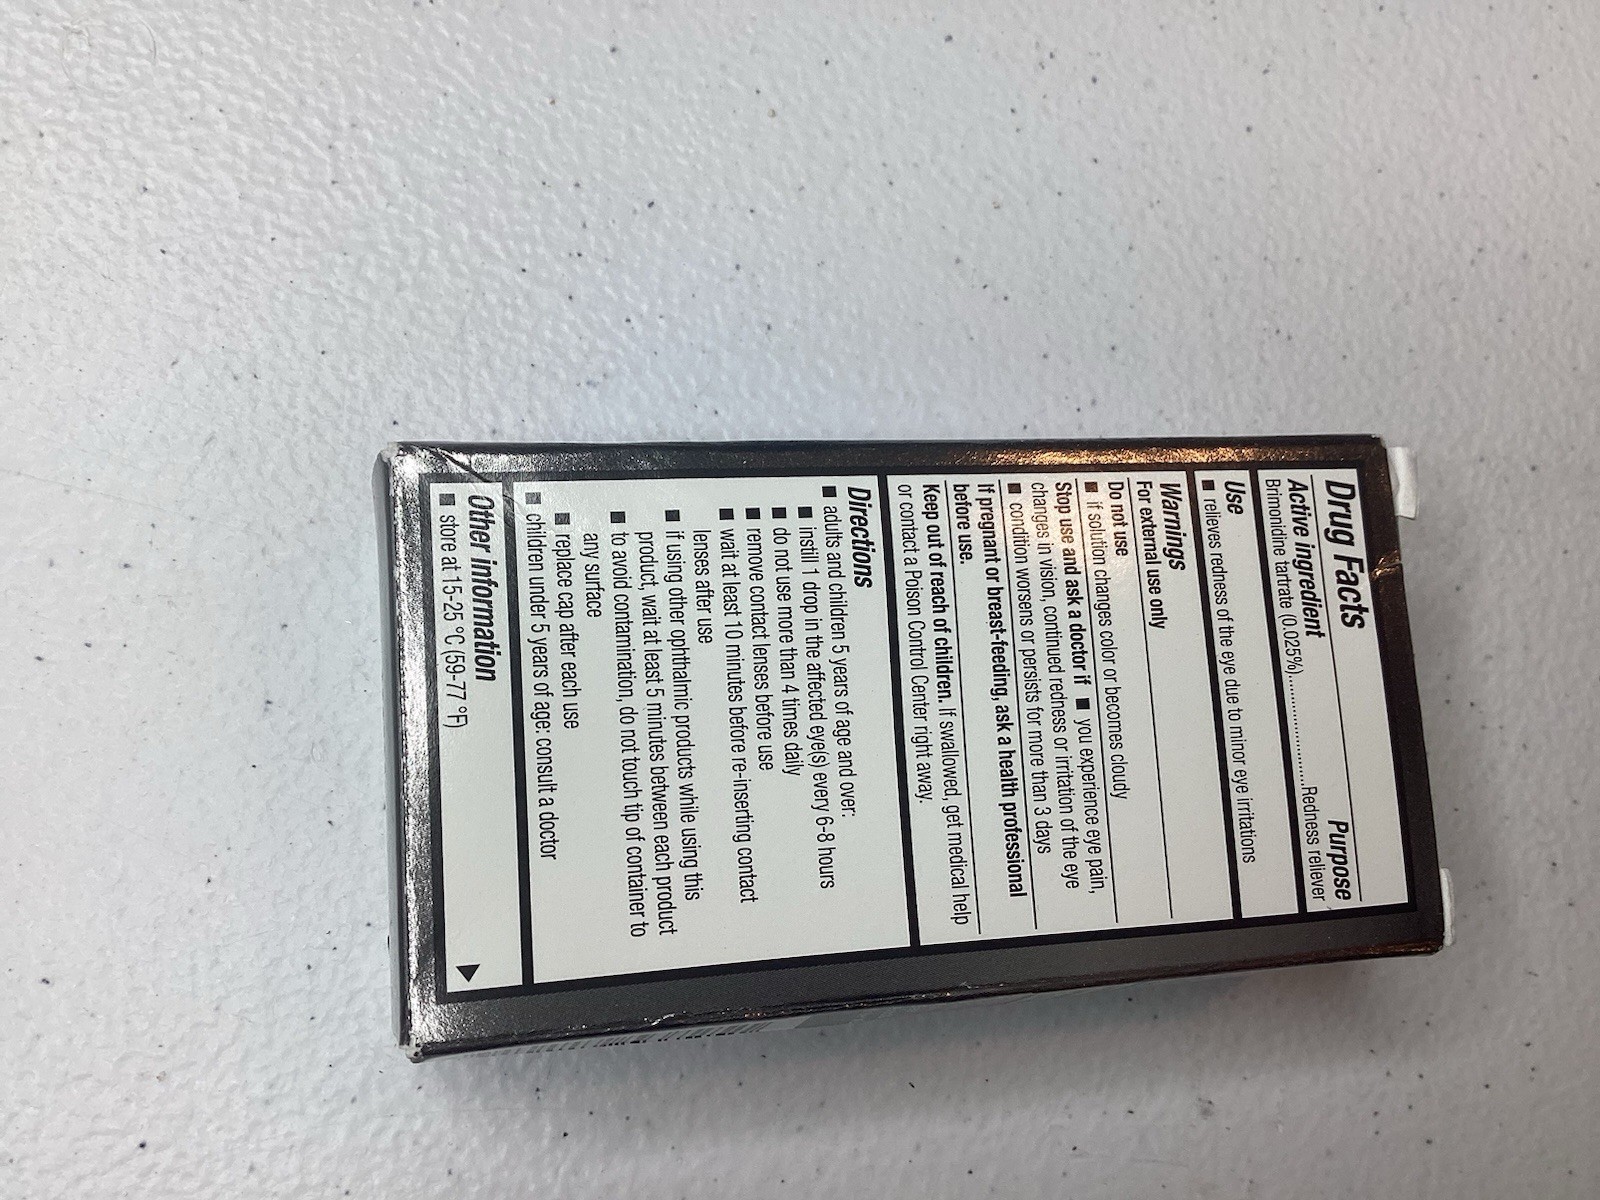 Drug Facts
Active ingredient Purpose
Brimonidine tartrate (0.025%)..........................Redness reliever
Use
■ relieves redness of the eye due to minor eye irritations
Warnings
For external use only
Do not use
■ if solution changes color or becomes cloudy
Stop use and ask a doctor if ■ you experience eye pain,
changes in vision, continued redness or irritation of the eye
■ condition worsens or persists for more than 3 days
If pregnant or breast-feeding, ask a health professional
before use.
Keep out of reach of children. If swallowed, get medical help
or contact a Poison Control Center right away.
Directions
■ adults and children 5 years of age and over:
■ instill 1 drop in the affected eye(s) every 6-8 hours
■ do not use more than 4 times daily
■ remove contact lenses before use
■ wait at least 10 minutes before re-inserting contact
lenses after use
■ if using other ophthalmic products while using this
product, wait at least 5 minutes between each product
■ to avoid contamination, do not touch tip of container to
any surface
■ replace cap after each use
■ children under 5 years of age: consult a doctor
Other information
■ store at 15-25 °C (59-77 °F)